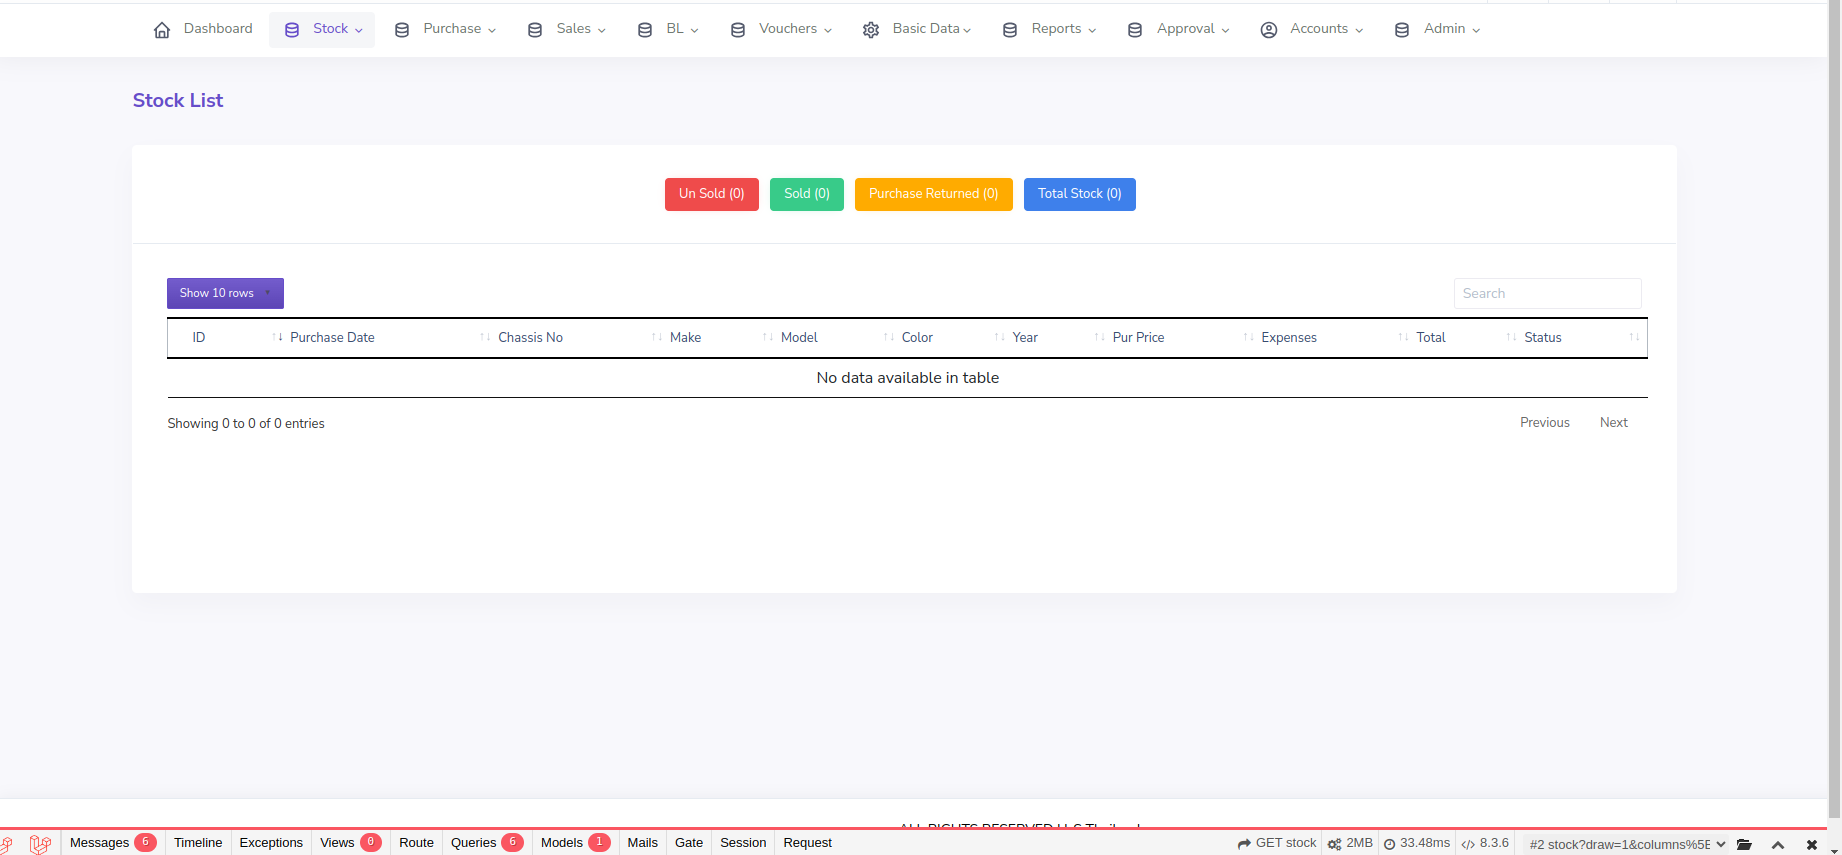 Dashboard Stock Purchase Sales BL Vouchers Basic Data Reports Approval Accounts Admin
Stock List
Un Sold (0) Sold (0) Purchase Returned (0) Total Stock (0)
Show 10 rows Search
ID Purchase Date Chassis No Make Model Color Year Pur Price Expenses Total Status
No data available in table
Showing 0 to 0 of 0 entries Previous Next
Messages 6 Timeline Exceptions Views 0 Route Queries 6 Models 1 Mails Gate Session Request GET stock 2MB 33.48ms 8.3.6 #2 stock?draw=1&columns%5E